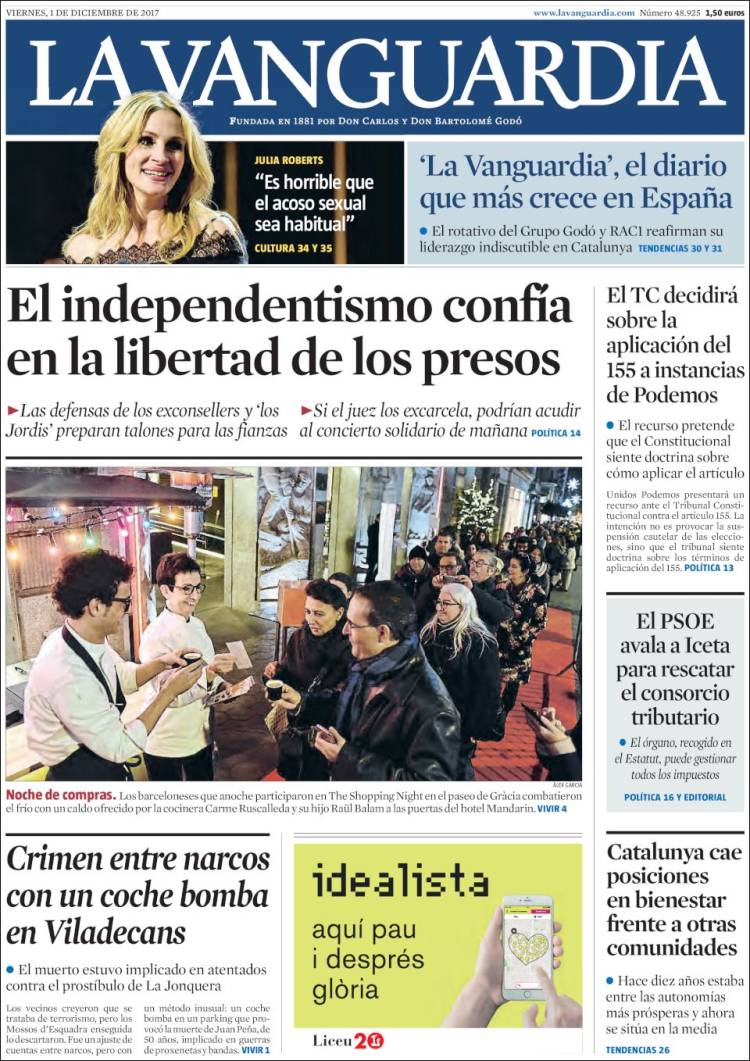 VIERNES, 1 DE DICIEMBRE DE 2017
www.lavanguardia.com Número 48.925 1,50 euros
LA VANGUARDIA
FUNDADA EN 1881 POR DON CARLOS Y DON BARTOLOMÉ GODÓ
JULIA ROBERTS
“Es horrible que
el acoso sexual
sea habitual”
CULTURA 34 Y 35
‘La Vanguardia’, el diario
que más crece en España
● El rotativo del Grupo Godó y RAC1 reafirman su
liderazgo indiscutible en Catalunya TENDENCIAS 30 Y 31
El independentismo confía
en la libertad de los presos
►Las defensas de los exconsellers y ‘los
Jordis’ preparan talones para las fianzas
►Si el juez los excarcela, podrían acudir
al concierto solidario de mañana POLÍTICA 14
ÀLEX GARCIA
Noche de compras. Los barceloneses que anoche participaron en The Shopping Night en el paseo de Gràcia combatieron
el frío con un caldo ofrecido por la cocinera Carme Ruscalleda y su hijo Raül Balam a las puertas del hotel Mandarin. VIVIR 4
El TC decidirá
sobre la
aplicación del
155 a instancias
de Podemos
● El recurso pretende
que el Constitucional
siente doctrina sobre
cómo aplicar el artículo
Unidos Podemos presentará un
recurso ante el Tribunal Consti-
tucional contra el artículo 155. La
intención no es provocar la sus-
pensión cautelar de las eleccio-
nes, sino que el tribunal siente
doctrina sobre los términos de
aplicación del 155. POLÍTICA 13
El PSOE
avala a Iceta
para rescatar
el consorcio
tributario
● El órgano, recogido en
el Estatut, puede gestionar
todos los impuestos
POLÍTICA 16 Y EDITORIAL
Catalunya cae
posiciones
en bienestar
frente a otras
comunidades
● Hace diez años estaba
entre las autonomías
más prósperas y ahora
se sitúa en la media
TENDENCIAS 26
Crimen entre narcos
con un coche bomba
en Viladecans
● El muerto estuvo implicado en atentados
contra el prostíbulo de La Jonquera
Los vecinos creyeron que se
trataba de terrorismo, pero los
Mossos d’Esquadra enseguida
lo descartaron. Fue un ajuste de
cuentas entre narcos, pero con
un método inusual: un coche
bomba en un parking que pro-
vocó la muerte de Juan Peña, de
50 años, implicado en guerras
de proxenetas y bandas. VIVIR 1
idealista
aquí pau
i després
glòria
Liceu